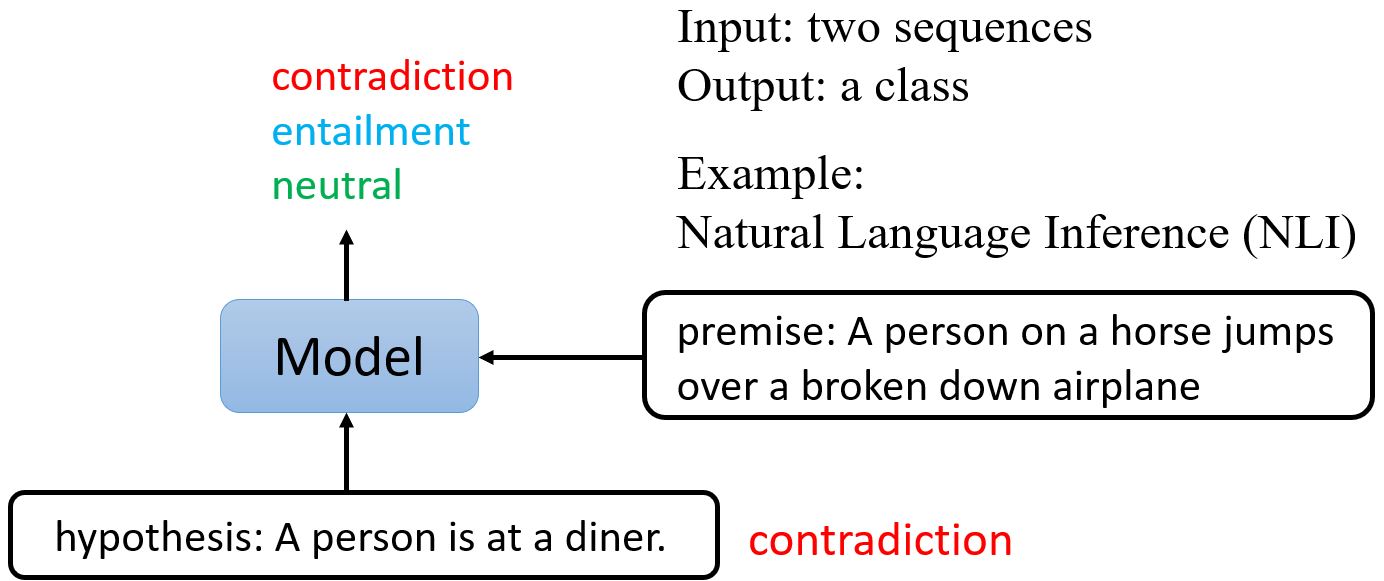 contradiction
entailment
neutral
Input: two sequences
Output: a class
Example:
Natural Language Inference (NLI)
Model
premise: A person on a horse jumps
over a broken down airplane
hypothesis: A person is at a diner.
contradiction